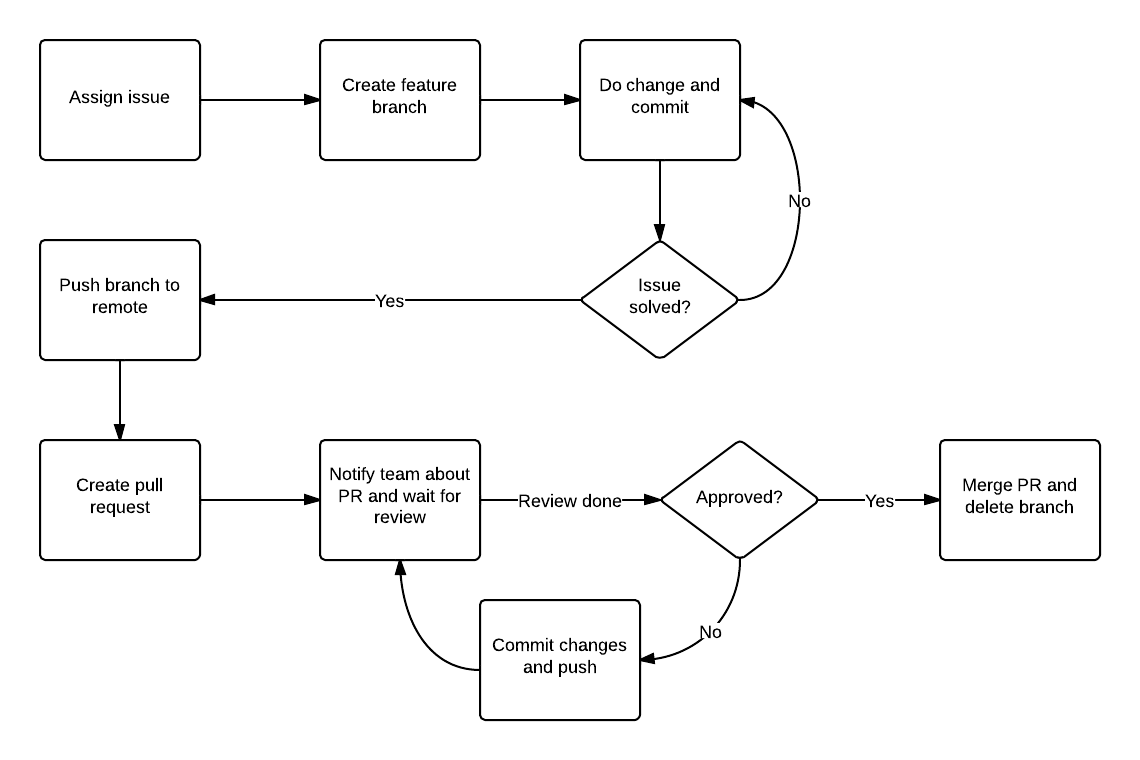 Assign issue
Create feature
branch
Do change and
commit
No
Push branch to
remote
Yes
Issue
solved?
Create pull
request
Notify team about
PR and wait for
review
Review done
Approved?
Yes
Merge PR and
delete branch
No
Commit changes
and push